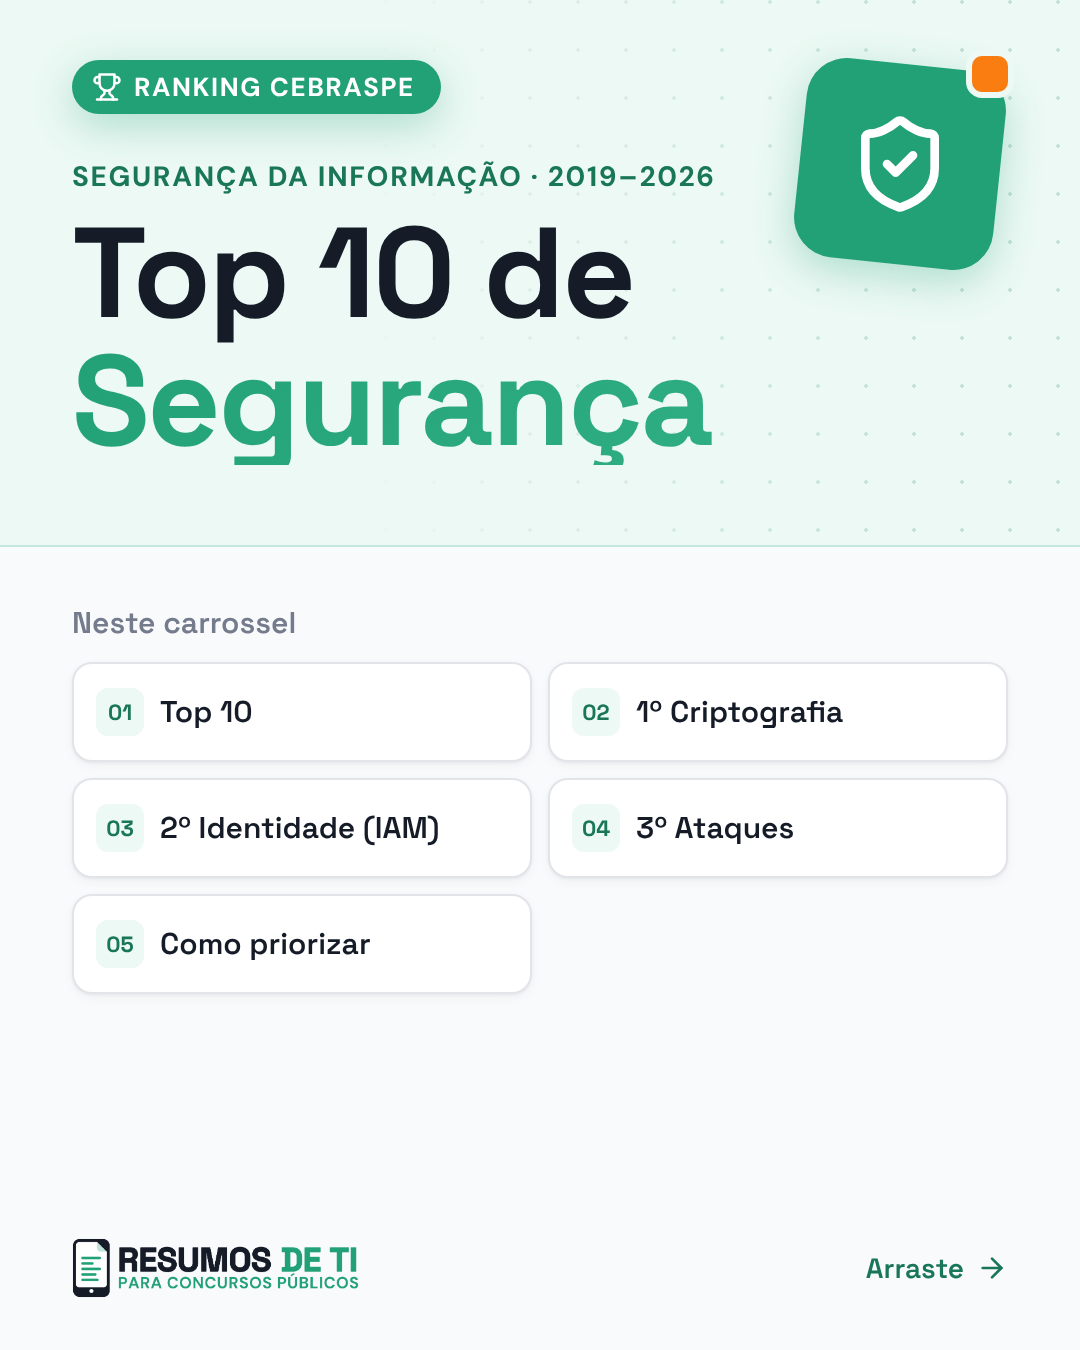 RANKING CEBRASPE
SEGURANÇA DA INFORMAÇÃO · 2019–2026
Top 10 de
Segurança
Neste carrossel
01 Top 10
02 1º Criptografia
03 2º Identidade (IAM)
04 3º Ataques
05 Como priorizar
RESUMOS DE TI
PARA CONCURSOS PÚBLICOS
Arraste →